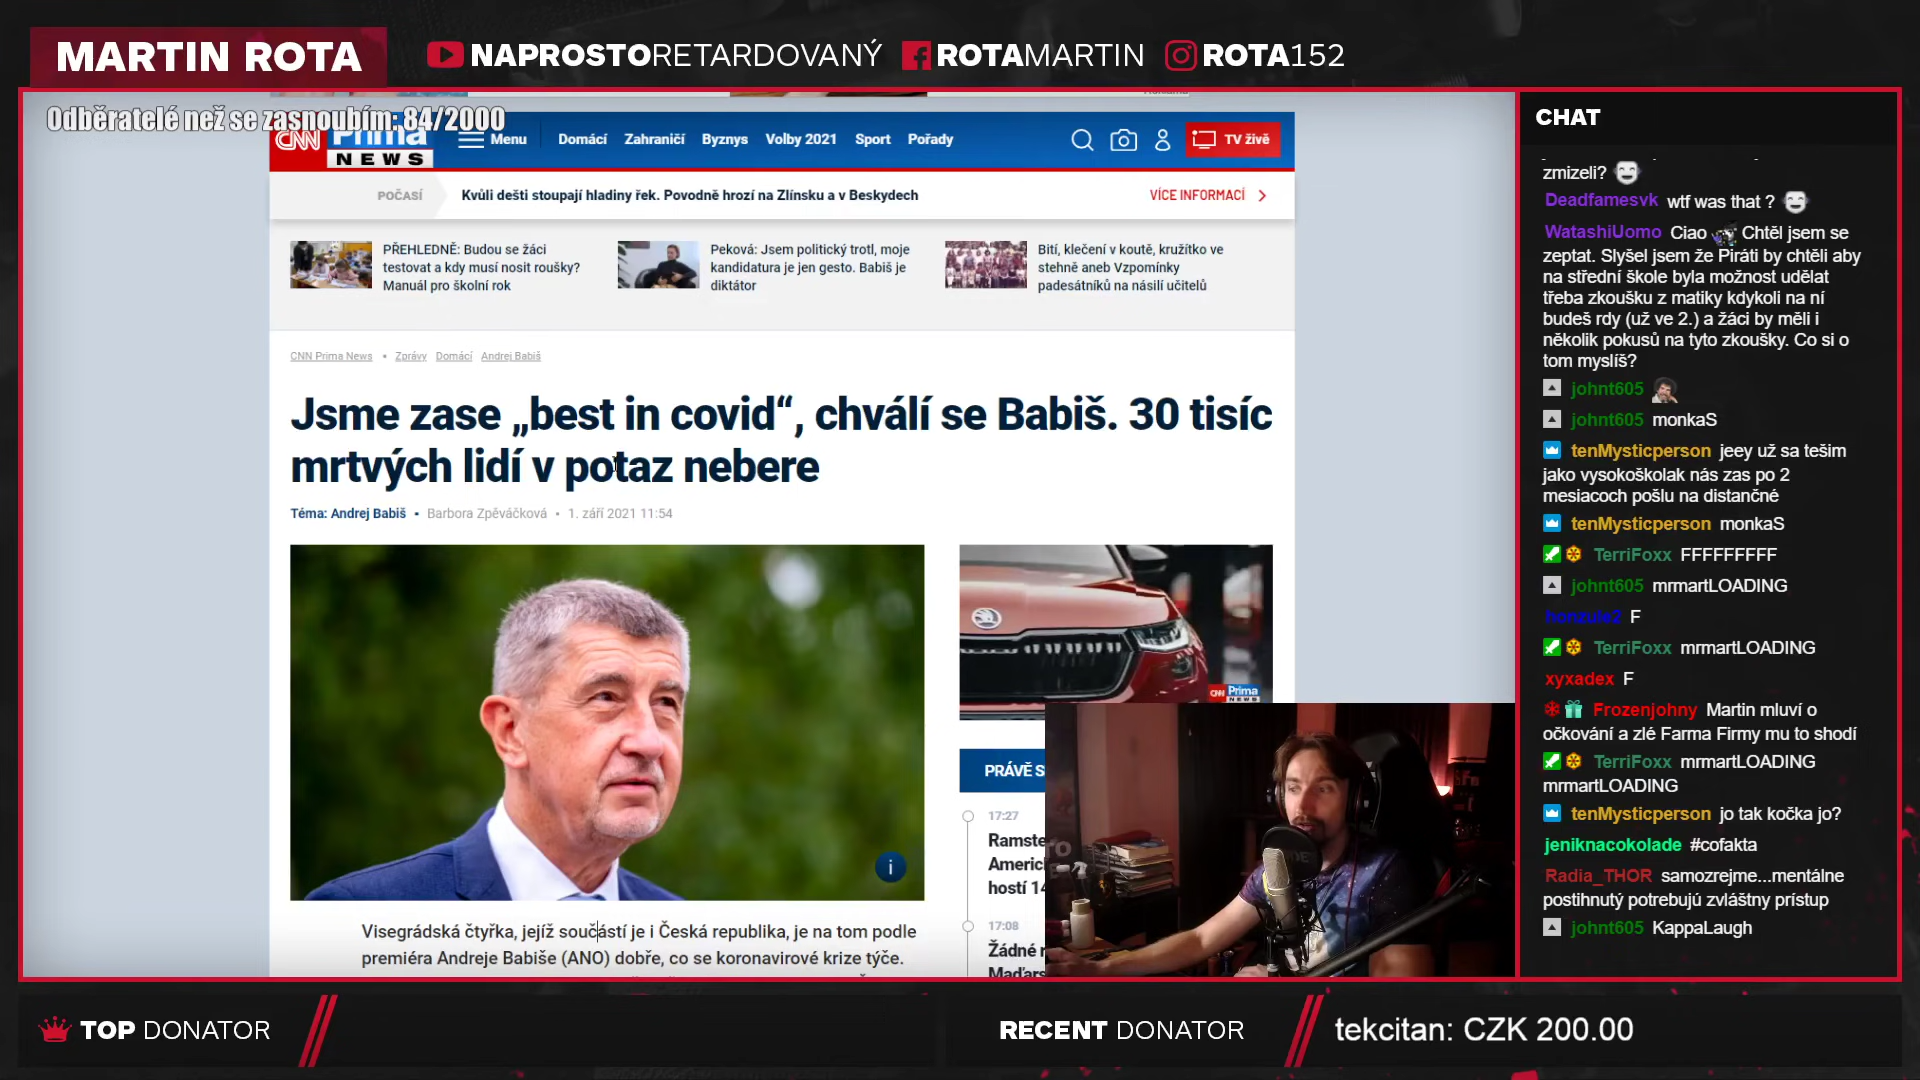 MARTIN ROTA
NAPROSTORETARDOVANÝ
ROTAMARTIN
ROTA152
Odběratelé než se zasnoubím: 84/2000
CNN Prima
NEWS
Menu
Domácí
Zahraničí
Byznys
Volby 2021
Sport
Pořady
TV živě
POČASÍ
Kvůli dešti stoupají hladiny řek. Povodně hrozí na Zlínsku a v Beskydech
VÍCE INFORMACÍ
PŘEHLEDNĚ: Budou se žáci
testovat a kdy musí nosit roušky?
Manuál pro školní rok
Peková: Jsem politický trotl, moje
kandidatura je jen gesto. Babiš je
diktátor
Bití, klečení v koutě, kružítko ve
stehně aneb Vzpomínky
padesátníků na násilí učitelů
CNN Prima News • Zprávy Domácí Andrej Babiš
Jsme zase „best in covid“, chválí se Babiš. 30 tisíc
mrtvých lidí v potaz nebere
Téma: Andrej Babiš • Barbora Zpěváčková • 1. září 2021 11:54
CNN Prima
NEWS
i
Visegrádská čtyřka, jejíž součástí je i Česká republika, je na tom podle
premiéra Andreje Babiše (ANO) dobře, co se koronavirové krize týče.
PRÁVĚ S
17:27
Ramste
Americ
hostí 14
17:08
Žádné
Maďars
CHAT
zmizeli?
Deadfamesvk wtf was that ?
WatashiUomo Ciao Chtěl jsem se
zeptat. Slyšel jsem že Piráti by chtěli aby
na střední škole byla možnost udělat
třeba zkoušku z matiky kdykoli na ní
budeš rdy (už ve 2.) a žáci by měli i
několik pokusů na tyto zkoušky. Co si o
tom myslíš?
johnt605
johnt605 monkaS
tenMysticperson jeey už sa tešim
jako vysokoškolak nás zas po 2
mesiacoch pošlu na distančné
tenMysticperson monkaS
TerriFoxx FFFFFFFFF
johnt605 mrmartLOADING
honzule2 F
TerriFoxx mrmartLOADING
xyxadex F
Frozenjohny Martin mluví o
očkování a zlé Farma Firmy mu to shodí
TerriFoxx mrmartLOADING
mrmartLOADING
tenMysticperson jo tak kočka jo?
jeniknacokolade #cofakta
Radia_THOR samozrejme...mentálne
postihnutý potrebujú zvláštny prístup
johnt605 KappaLaugh
TOP DONATOR
RECENT DONATOR
tekcitan: CZK 200.00